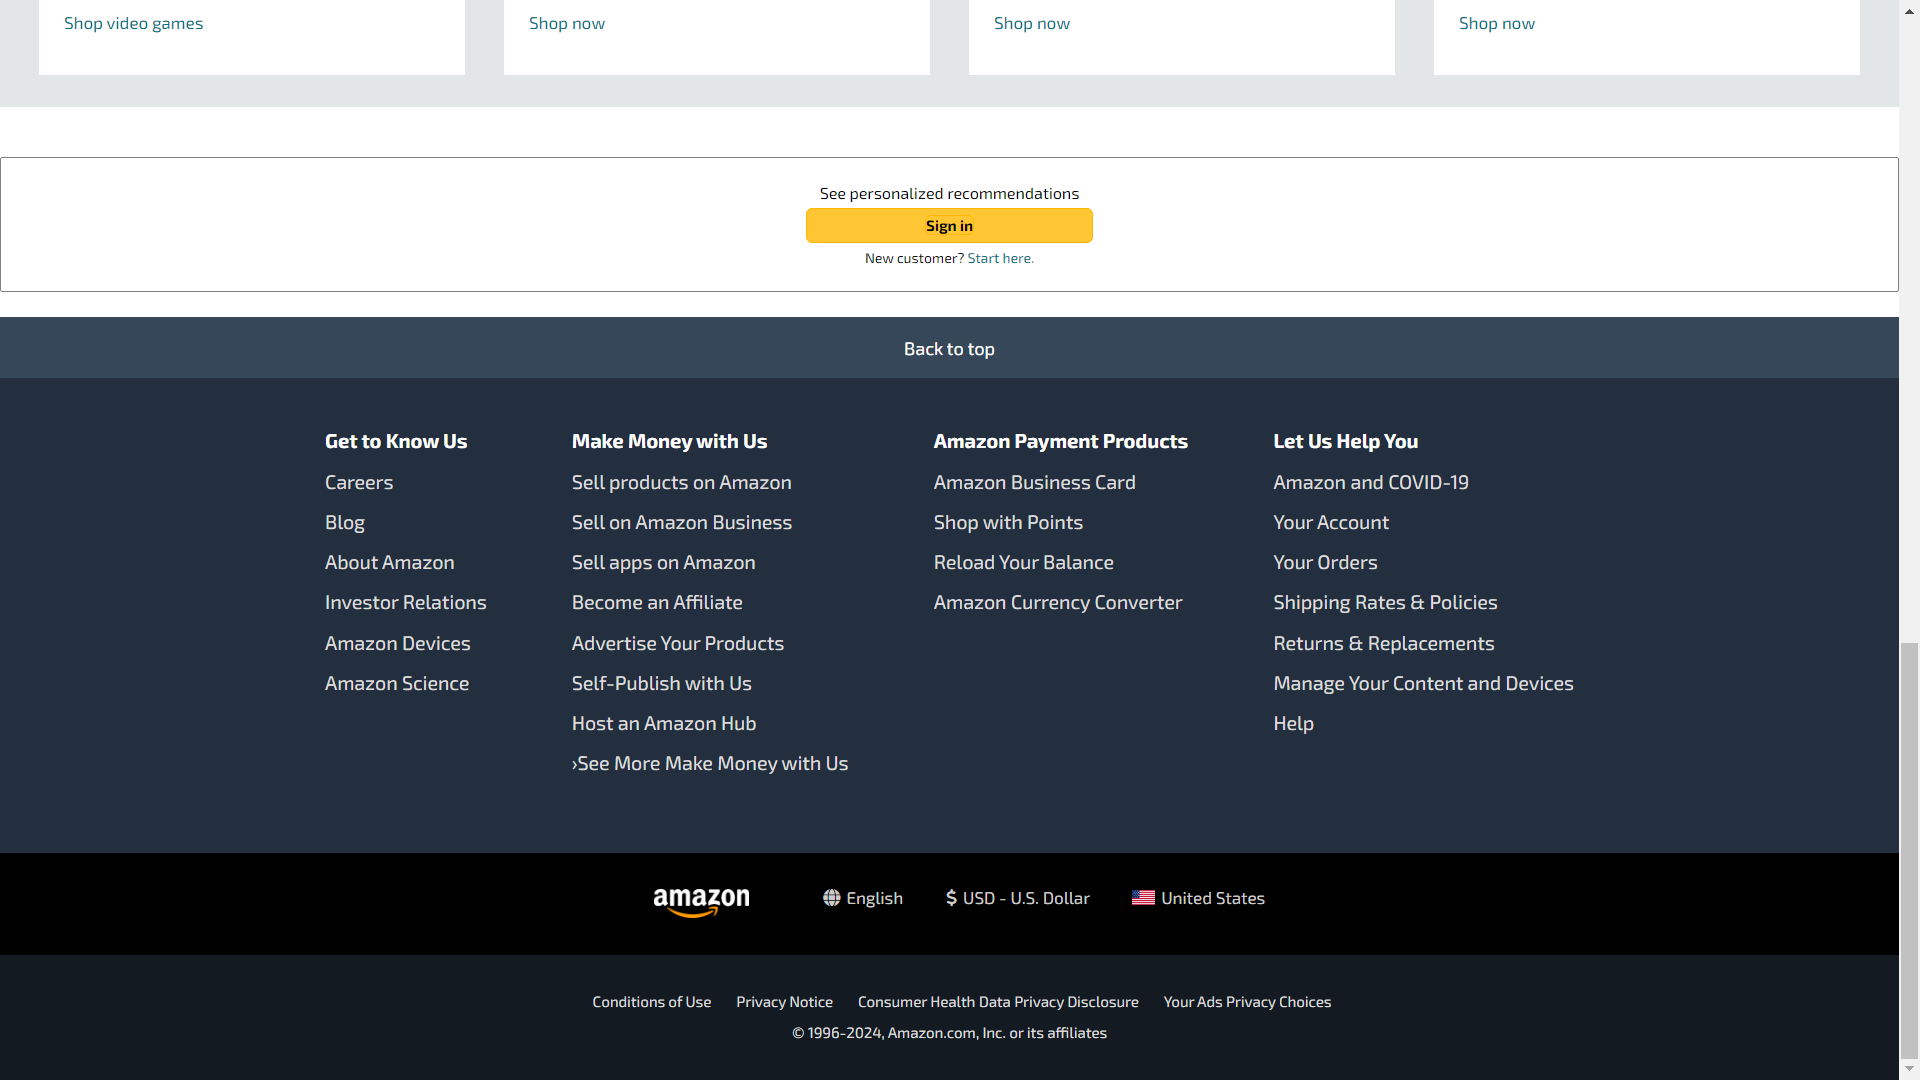 Shop video games
Shop now
Shop now
Shop now
See personalized recommendations
Sign in
New customer? Start here.
Back to top
Get to Know Us
Careers
Blog
About Amazon
Investor Relations
Amazon Devices
Amazon Science
Make Money with Us
Sell products on Amazon
Sell on Amazon Business
Sell apps on Amazon
Become an Affiliate
Advertise Your Products
Self-Publish with Us
Host an Amazon Hub
›See More Make Money with Us
Amazon Payment Products
Amazon Business Card
Shop with Points
Reload Your Balance
Amazon Currency Converter
Let Us Help You
Amazon and COVID-19
Your Account
Your Orders
Shipping Rates & Policies
Returns & Replacements
Manage Your Content and Devices
Help
amazon
English
$ USD - U.S. Dollar
United States
Conditions of Use
Privacy Notice
Consumer Health Data Privacy Disclosure
Your Ads Privacy Choices
© 1996-2024, Amazon.com, Inc. or its affiliates